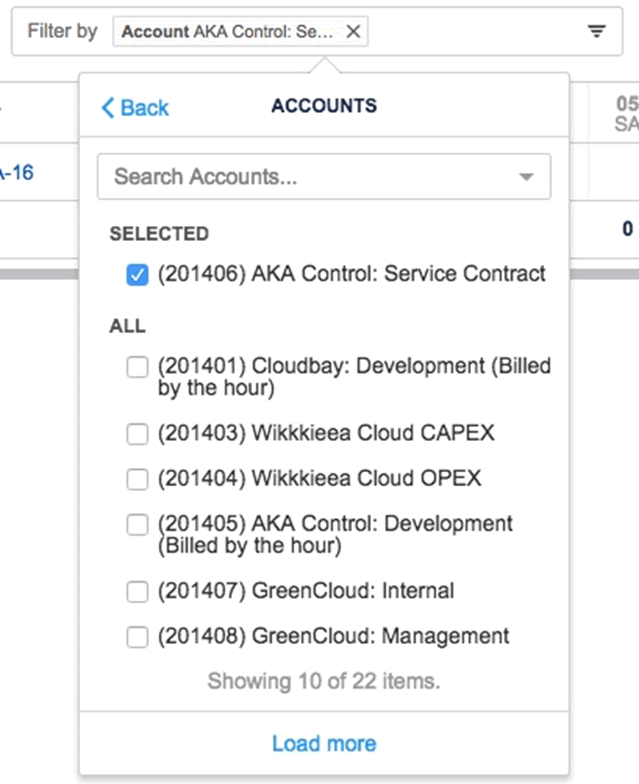 Filter by Account AKA Control: Se...
Back ACCOUNTS
05
SA
A-16
Search Accounts...
0
SELECTED
(201406) AKA Control: Service Contract
ALL
(201401) Cloudbay: Development (Billed
by the hour)
(201403) Wikkkieea Cloud CAPEX
(201404) Wikkkieea Cloud OPEX
(201405) AKA Control: Development
(Billed by the hour)
(201407) GreenCloud: Internal
(201408) GreenCloud: Management
Showing 10 of 22 items.
Load more